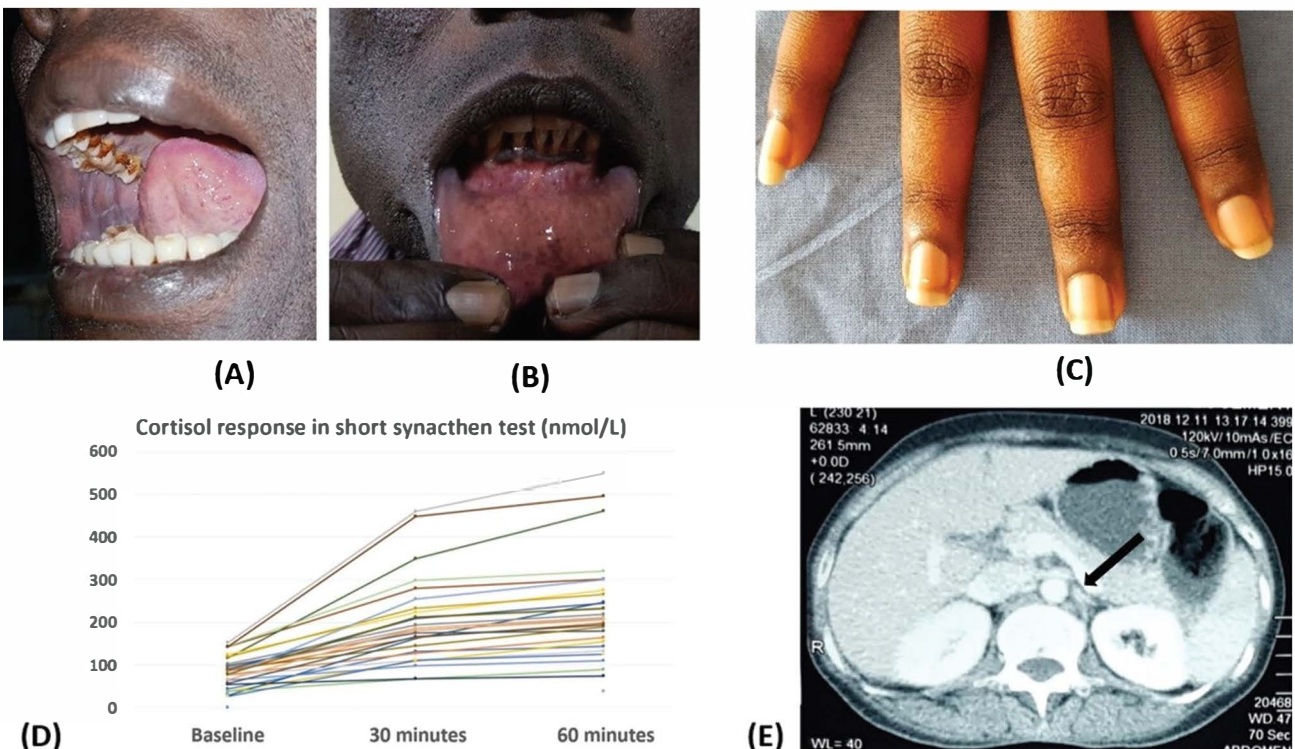 (A)
(B)
(C)
Cortisol response in short synacthen test (nmol/L)
600
500
400
300
200
100
0
Baseline
30 minutes
60 minutes
(D)
L (230 21)
62833 4.14
261.5mm
+0.0D
( 242,256)
2018 12 11 13.17 14 399
120kV/10mAs/EC
0 5s/7.0mm/1 0x16
HP15 0
R
20468
WD 47
70 Sec
WL= 40
(E)